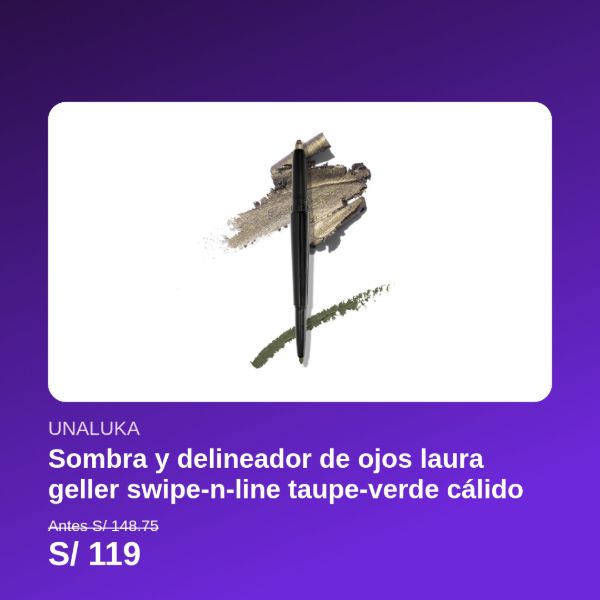 UNALUKA
Sombra y delineador de ojos laura
geller swipe-n-line taupe-verde cálido
Antes S/ 148.75
S/ 119